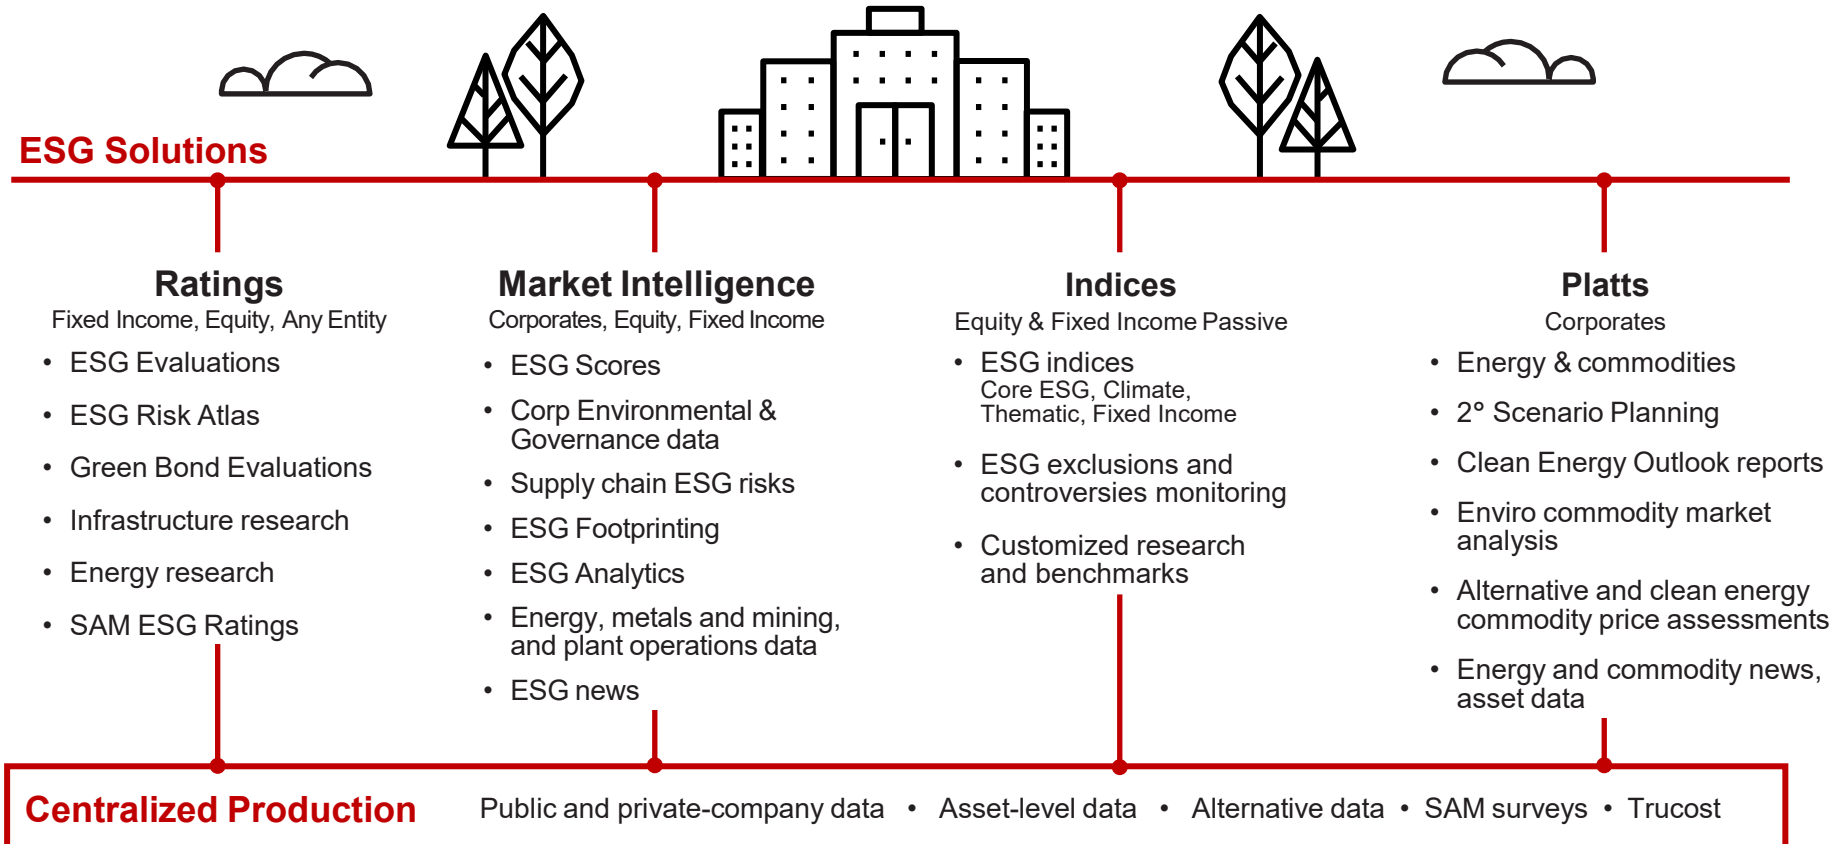 ESG Solutions
Ratings
Fixed Income, Equity, Any Entity
• ESG Evaluations
• ESG Risk Atlas
• Green Bond Evaluations
• Infrastructure research
• Energy research
• SAM ESG Ratings
Market Intelligence
Corporates, Equity, Fixed Income
• ESG Scores
• Corp Environmental &
Governance data
• Supply chain ESG risks
• ESG Footprinting
• ESG Analytics
• Energy, metals and mining,
and plant operations data
• ESG news
Indices
Equity & Fixed Income Passive
• ESG indices
Core ESG, Climate,
Thematic, Fixed Income
• ESG exclusions and
controversies monitoring
• Customized research
and benchmarks
Platts
Corporates
• Energy & commodities
• 2° Scenario Planning
• Clean Energy Outlook reports
• Enviro commodity market
analysis
• Alternative and clean energy
commodity price assessments
• Energy and commodity news,
asset data
Centralized Production
Public and private-company data • Asset-level data • Alternative data • SAM surveys • Trucost